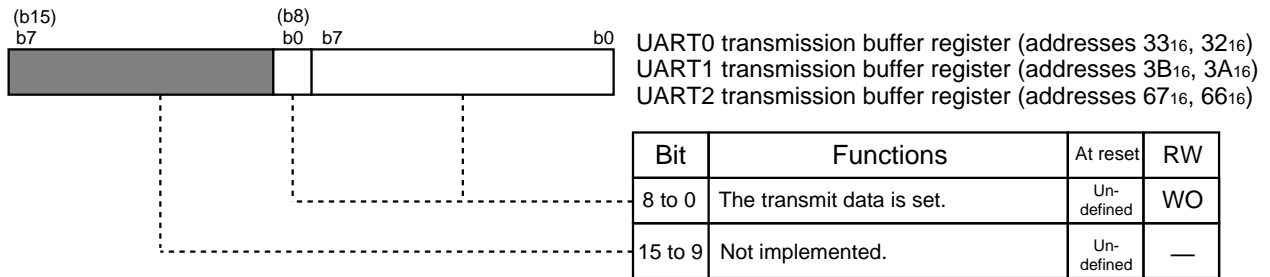 (b15) (b8)
b7 b0 b7 b0
UART0 transmission buffer register (addresses 33₁₆, 32₁₆)
UART1 transmission buffer register (addresses 3B₁₆, 3A₁₆)
UART2 transmission buffer register (addresses 67₁₆, 66₁₆)
Bit Functions At reset RW
8 to 0 The transmit data is set. Un-
defined WO
15 to 9 Not implemented. Un-
defined —